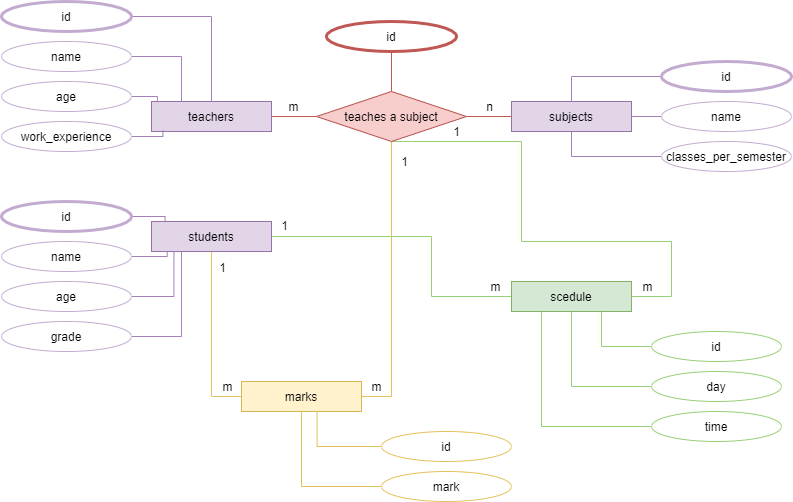 id
name
age
work_experience
teachers
m
id
teaches a subject
n
subjects
id
name
classes_per_semester
1
1
id
name
age
grade
students
1
1
m
scedule
m
id
day
time
m
marks
m
id
mark